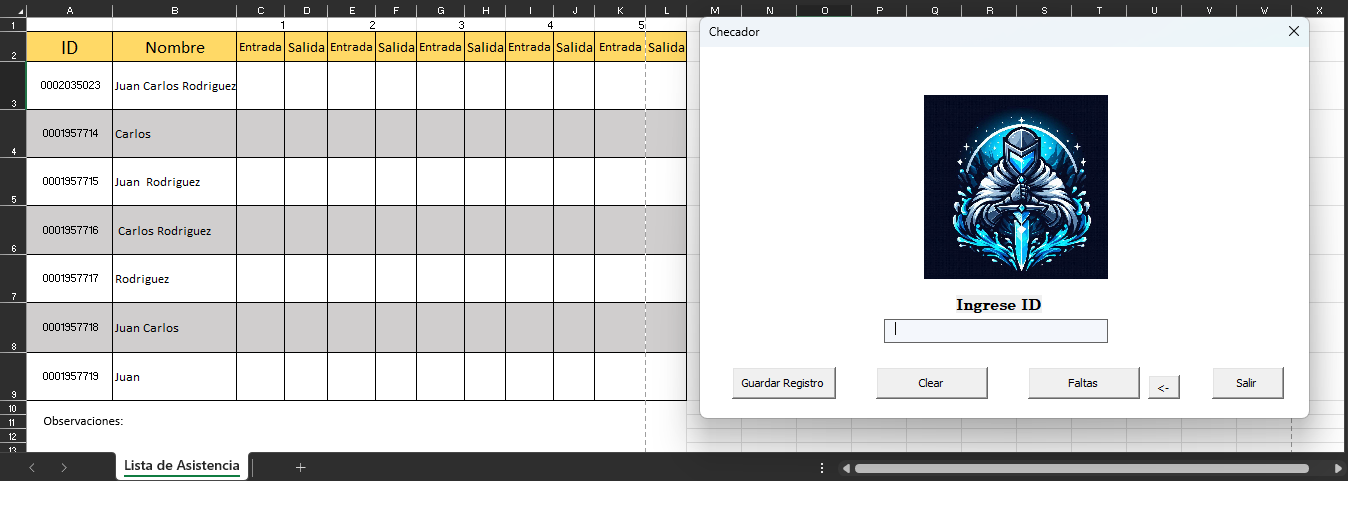 A B C D E F G H I J K L M N O P Q R S T U V W X
1 1 2 3 4 5
2 ID Nombre Entrada Salida Entrada Salida Entrada Salida Entrada Salida Entrada Salida
3 0002035023 Juan Carlos Rodriguez
4 0001957714 Carlos
5 0001957715 Juan  Rodriguez
6 0001957716 Carlos Rodriguez
7 0001957717 Rodriguez
8 0001957718 Juan Carlos
9 0001957719 Juan
10
11 Observaciones:
12
13
Lista de Asistencia
Checador
Ingrese ID
Guardar Registro Clear Faltas <- Salir